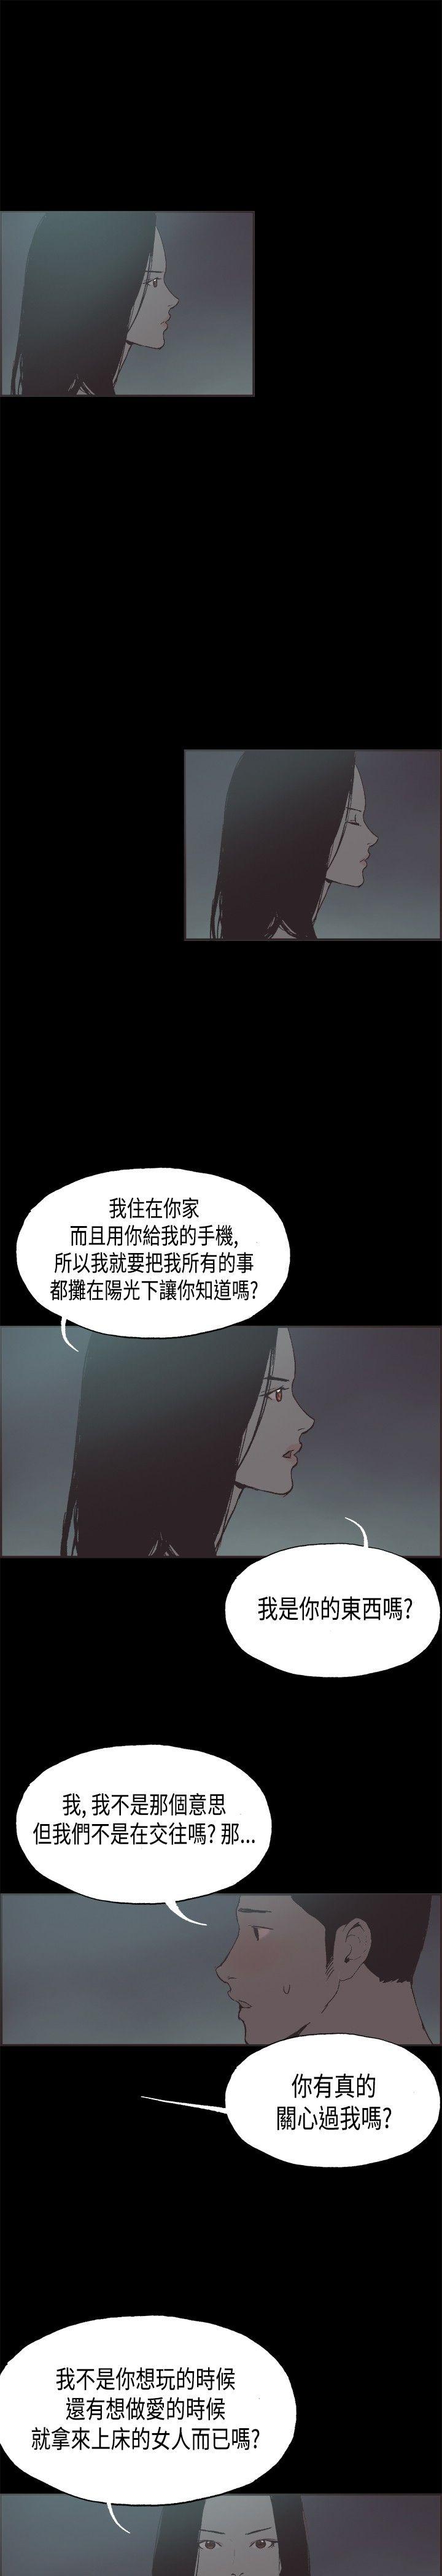 我住在你家
而且用你給我的手機,
所以我就要把我所有的事
都攤在陽光下讓你知道嗎?
我是你的東西嗎?
我, 我不是那個意思
但我們不是在交往嗎? 那...
你有真的
關心過我嗎?
我不是你想玩的時候
還有想做愛的時候
就拿來上床的女人而已嗎?